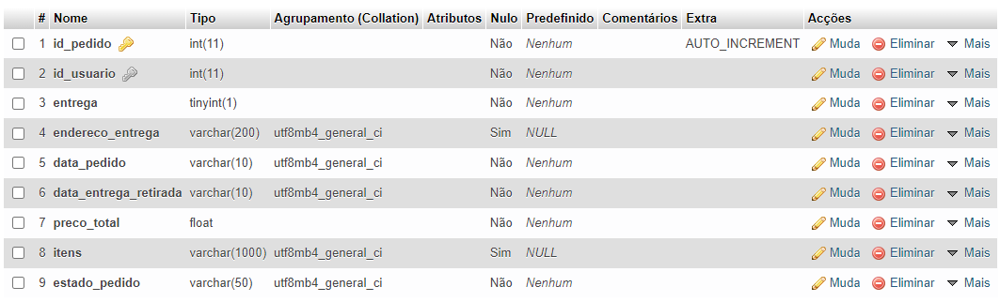 # Nome Tipo Agrupamento (Collation) Atributos Nulo Predefinido Comentários Extra Acções
1 id_pedido int(11) Não Nenhum AUTO_INCREMENT Muda Eliminar Mais
2 id_usuario int(11) Não Nenhum Muda Eliminar Mais
3 entrega tinyint(1) Não Nenhum Muda Eliminar Mais
4 endereco_entrega varchar(200) utf8mb4_general_ci Sim NULL Muda Eliminar Mais
5 data_pedido varchar(10) utf8mb4_general_ci Não Nenhum Muda Eliminar Mais
6 data_entrega_retirada varchar(10) utf8mb4_general_ci Não Nenhum Muda Eliminar Mais
7 preco_total float Não Nenhum Muda Eliminar Mais
8 itens varchar(1000) utf8mb4_general_ci Sim NULL Muda Eliminar Mais
9 estado_pedido varchar(50) utf8mb4_general_ci Não Nenhum Muda Eliminar Mais